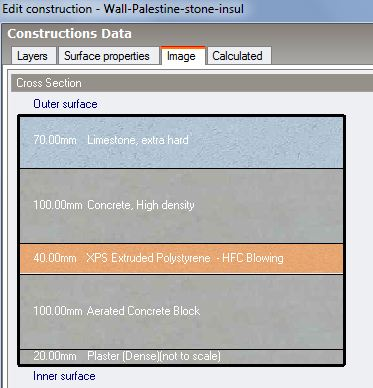 Edit construction - Wall-Palestine-stone-insul
Constructions Data
Layers Surface properties Image Calculated
Cross Section
Outer surface
70.00mm Limestone, extra hard
100.00mm Concrete, High density
40.00mm XPS Extruded Polystyrene - HFC Blowing
100.00mm Aerated Concrete Block
20.00mm Plaster (Dense)(not to scale)
Inner surface